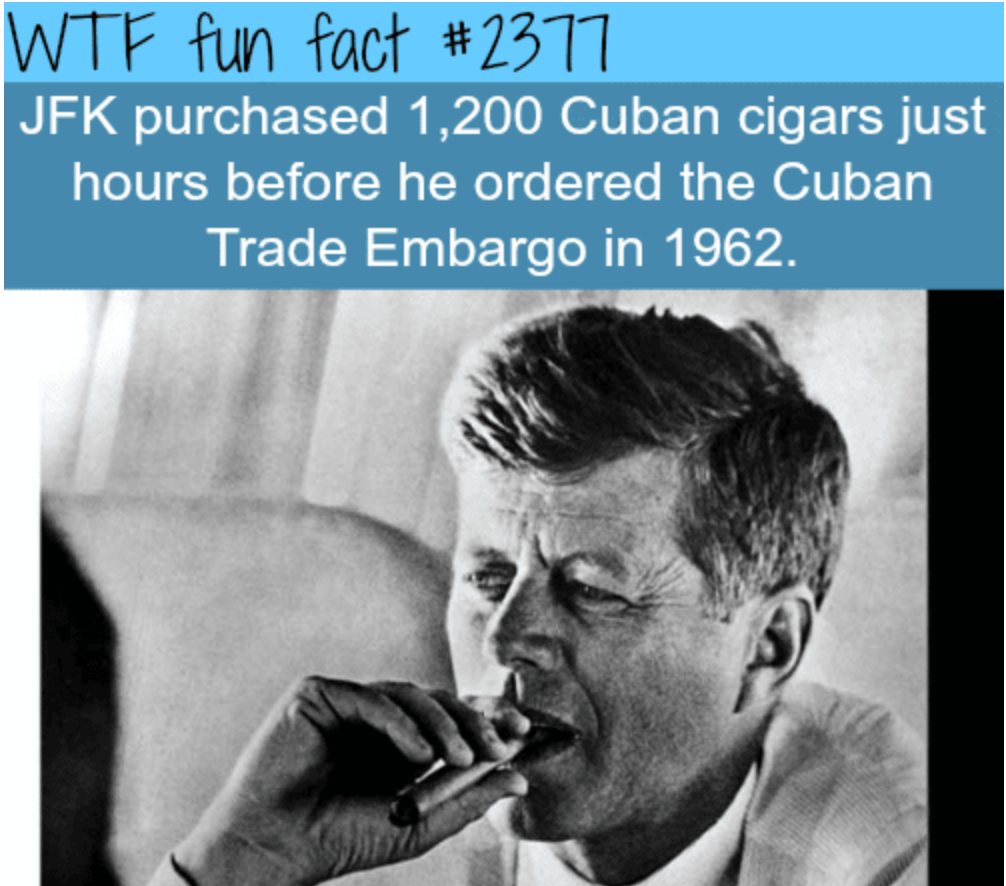 WTF fun fact #2377
JFK purchased 1,200 Cuban cigars just
hours before he ordered the Cuban
Trade Embargo in 1962.